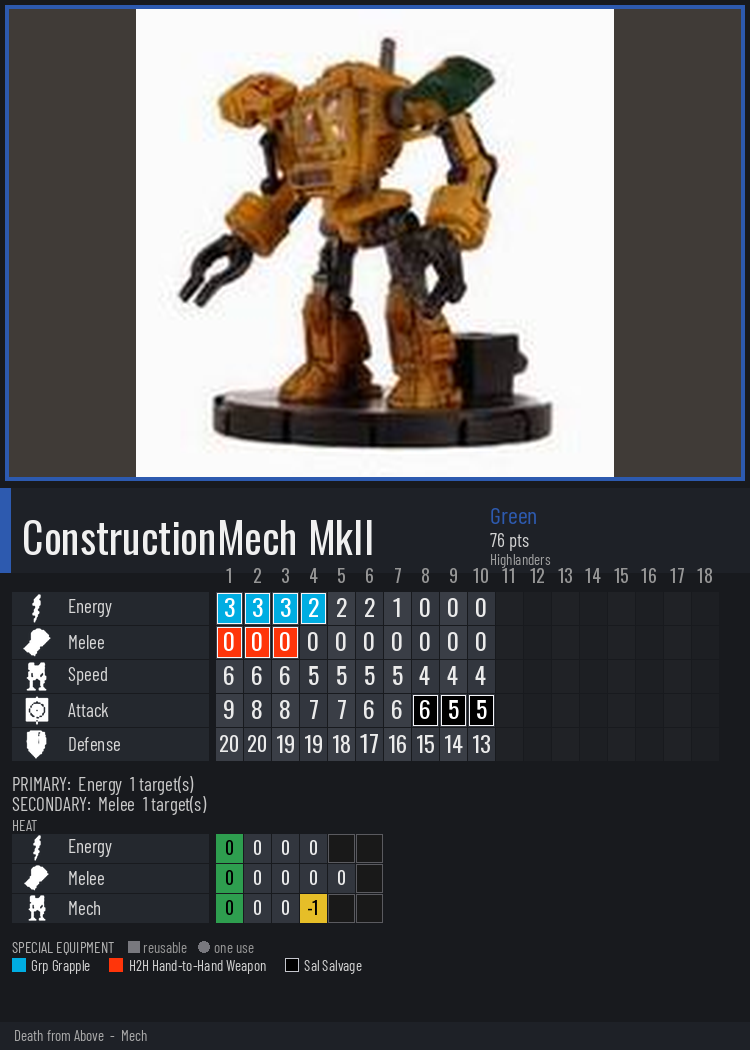 ConstructionMech MkII
Green
76 pts
Highlanders
1 2 3 4 5 6 7 8 9 10 11 12 13 14 15 16 17 18
Energy 3 3 3 2 2 2 1 0 0 0
Melee 0 0 0 0 0 0 0 0 0 0
Speed 6 6 6 5 5 5 5 4 4 4
Attack 9 8 8 7 7 6 6 6 5 5
Defense 20 20 19 19 18 17 16 15 14 13
PRIMARY: Energy 1 target(s)
SECONDARY: Melee 1 target(s)
HEAT
Energy 0 0 0 0
Melee 0 0 0 0 0
Mech 0 0 0 -1
SPECIAL EQUIPMENT reusable one use
Grp Grapple H2H Hand-to-Hand Weapon Sal Salvage
Death from Above - Mech